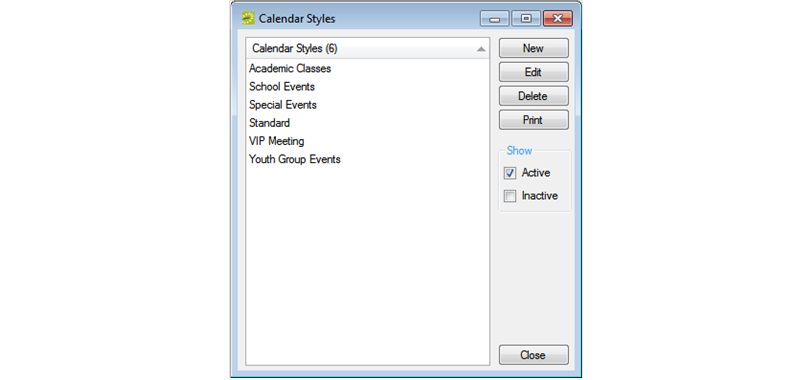 Calendar Styles
Calendar Styles (6)
Academic Classes
School Events
Special Events
Standard
VIP Meeting
Youth Group Events
New
Edit
Delete
Print
Show
Active
Inactive
Close